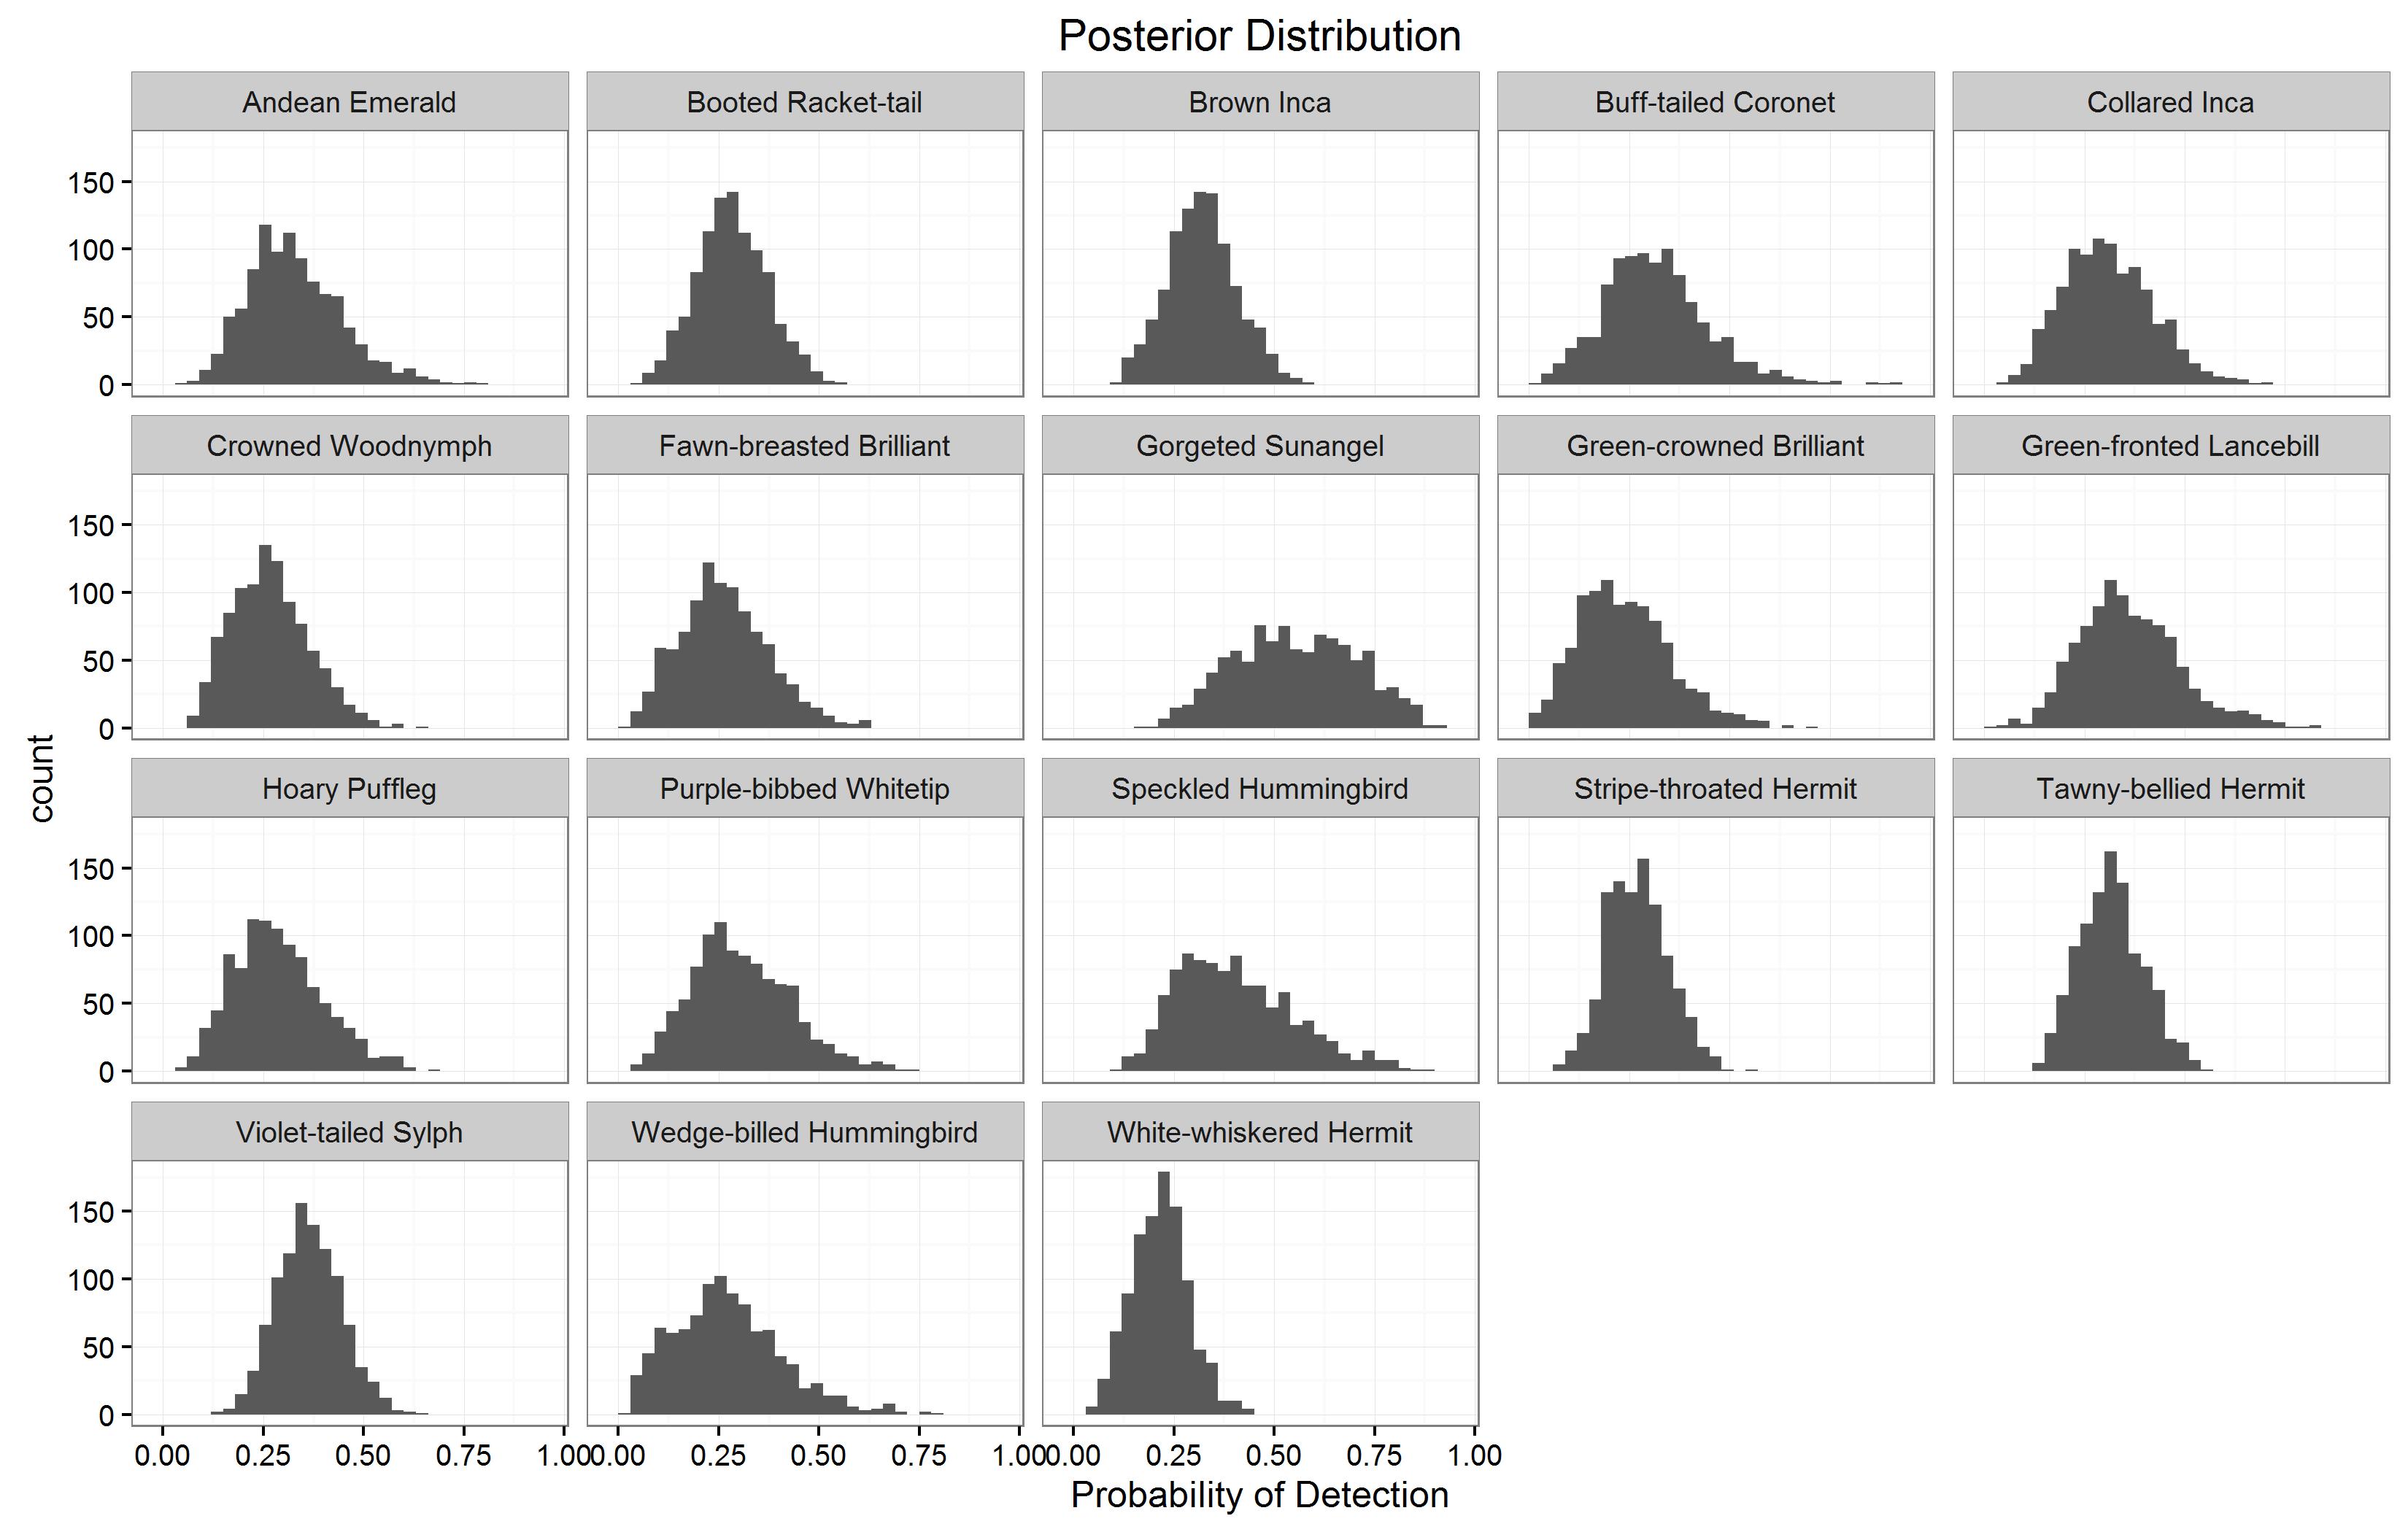 Posterior Distribution
Andean Emerald Booted Racket-tail Brown Inca Buff-tailed Coronet Collared Inca
150
100
50
0
Crowned Woodnymph Fawn-breasted Brilliant Gorgeted Sunangel Green-crowned Brilliant Green-fronted Lancebill
150
100
50
0
count
Hoary Puffleg Purple-bibbed Whitetip Speckled Hummingbird Stripe-throated Hermit Tawny-bellied Hermit
150
100
50
0
Violet-tailed Sylph Wedge-billed Hummingbird White-whiskered Hermit
150
100
50
0
0.00 0.25 0.50 0.75 1.00 0.00 0.25 0.50 0.75 1.00 0.00 0.25 0.50 0.75 1.00
Probability of Detection